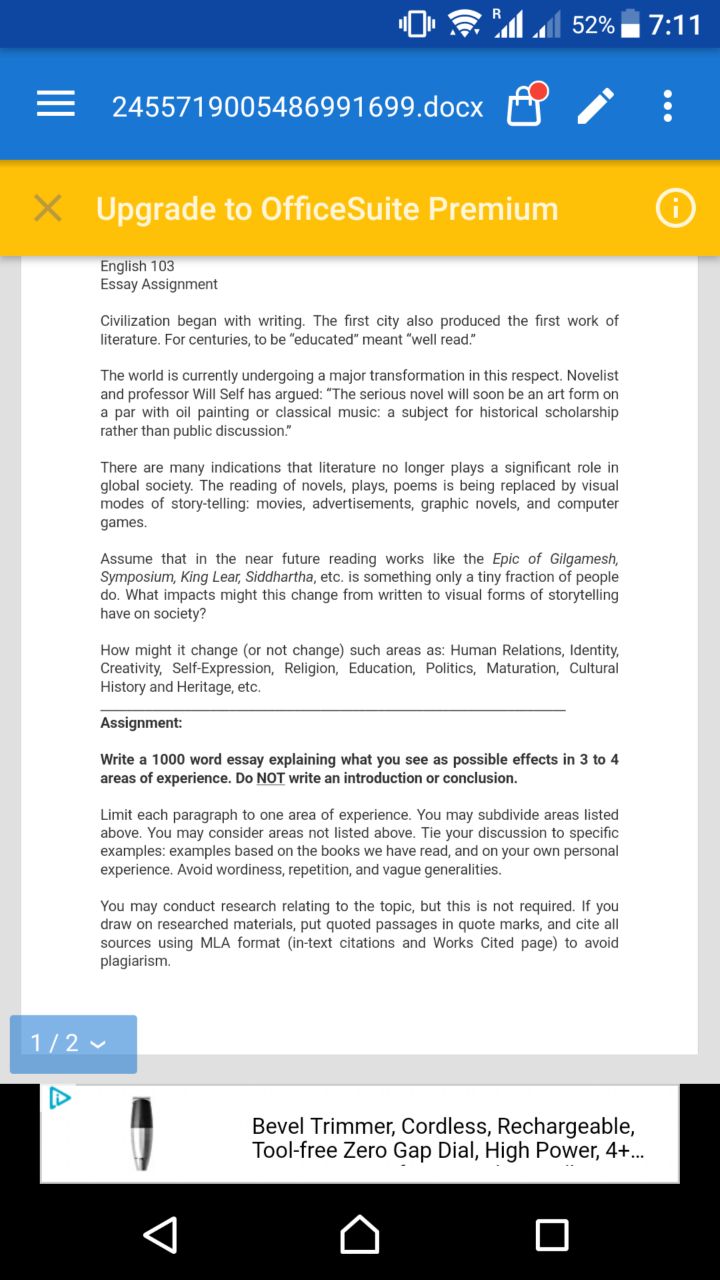 R 52% 7:11
2455719005486991699.docx
Upgrade to OfficeSuite Premium
English 103
Essay Assignment
Civilization began with writing. The first city also produced the first work of
literature. For centuries, to be “educated” meant “well read.”
The world is currently undergoing a major transformation in this respect. Novelist
and professor Will Self has argued: “The serious novel will soon be an art form on
a par with oil painting or classical music: a subject for historical scholarship
rather than public discussion.”
There are many indications that literature no longer plays a significant role in
global society. The reading of novels, plays, poems is being replaced by visual
modes of story-telling: movies, advertisements, graphic novels, and computer
games.
Assume that in the near future reading works like the Epic of Gilgamesh,
Symposium, King Lear, Siddhartha, etc. is something only a tiny fraction of people
do. What impacts might this change from written to visual forms of storytelling
have on society?
How might it change (or not change) such areas as: Human Relations, Identity,
Creativity, Self-Expression, Religion, Education, Politics, Maturation, Cultural
History and Heritage, etc.
Assignment:
Write a 1000 word essay explaining what you see as possible effects in 3 to 4
areas of experience. Do NOT write an introduction or conclusion.
Limit each paragraph to one area of experience. You may subdivide areas listed
above. You may consider areas not listed above. Tie your discussion to specific
examples: examples based on the books we have read, and on your own personal
experience. Avoid wordiness, repetition, and vague generalities.
You may conduct research relating to the topic, but this is not required. If you
draw on researched materials, put quoted passages in quote marks, and cite all
sources using MLA format (in-text citations and Works Cited page) to avoid
plagiarism.
1 / 2
Bevel Trimmer, Cordless, Rechargeable,
Tool-free Zero Gap Dial, High Power, 4+...